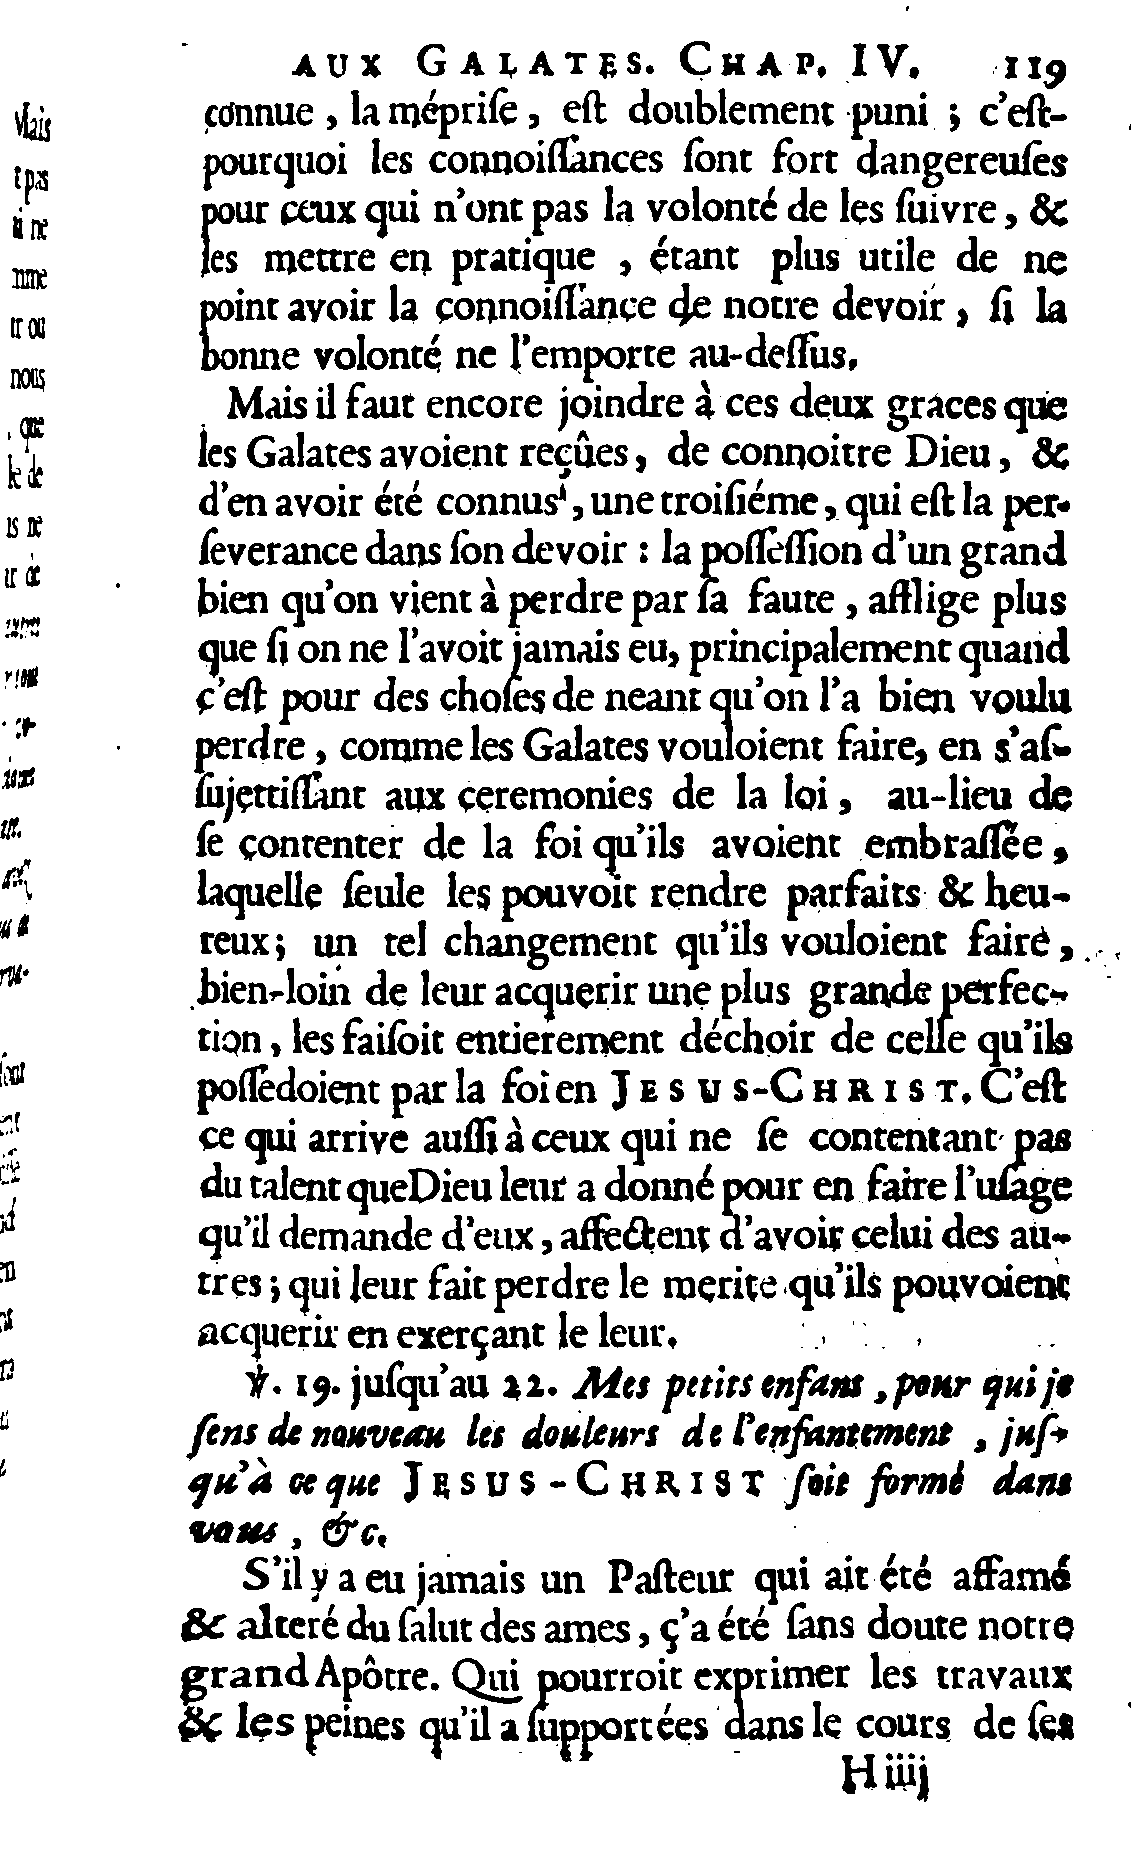 AUX GALATES. CHAP. IV. 119
connue, la méprise, est doublement puni ; c'est-
pourquoi les connoissances sont fort dangereuses
pour ceux qui n'ont pas la volonté de les suivre, &
les mettre en pratique, étant plus utile de ne
point avoir la connoissance de notre devoir, si la
bonne volonté ne l'emporte au-dessus.
Mais il faut encore joindre à ces deux graces que
les Galates avoient reçûes, de connoitre Dieu, &
d'en avoir été connus, une troisiéme, qui est la per-
severance dans son devoir : la possession d'un grand
bien qu'on vient à perdre par sa faute, afflige plus
que si on ne l'avoit jamais eu, principalement quand
c'est pour des choses de neant qu'on l'a bien voulu
perdre, comme les Galates vouloient faire, en s'as-
sujettissant aux ceremonies de la loi, au-lieu de
se contenter de la foi qu'ils avoient embrassée,
laquelle seule les pouvoit rendre parfaits & heu-
reux ; un tel changement qu'ils vouloient faire,
bien-loin de leur acquerir une plus grande perfec-
tion, les faisoit entierement déchoir de celle qu'ils
possédoient par la foi en JESUS-CHRIST. C'est
ce qui arrive aussi à ceux qui ne se contentant pas
du talent que Dieu leur a donné pour en faire l'usage
qu'il demande d'eux, affectent d'avoir celui des au-
tres ; qui leur fait perdre le merite qu'ils pouvoient
acquerir en exerçant le leur.
℣. 19. jusqu'au 22. Mes petits enfans, pour qui je
sens de nouveau les douleurs de l'enfantement, jus-
qu'à ce que JESUS-CHRIST soit formé dans
vous, &c.
S'il y a eu jamais un Pasteur qui ait été affamé
& alteré du salut des ames, ç'a été sans doute notre
grand Apôtre. Qui pourroit exprimer les travaux
& les peines qu'il a supportées dans le cours de ses
H iiij